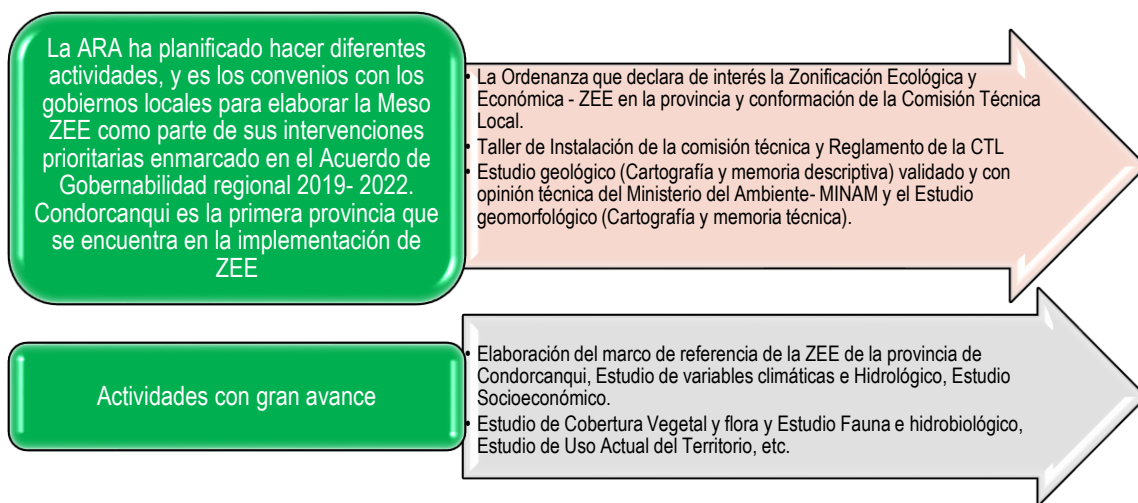 La ARA ha planificado hacer diferentes
actividades, y es los convenios con los
gobiernos locales para elaborar la Meso
ZEE como parte de sus intervenciones
prioritarias enmarcado en el Acuerdo de
Gobernabilidad regional 2019- 2022.
Condorcanqui es la primera provincia que
se encuentra en la implementación de
ZEE
• La Ordenanza que declara de interés la Zonificación Ecológica y
Económica - ZEE en la provincia y conformación de la Comisión Técnica
Local.
• Taller de Instalación de la comisión técnica y Reglamento de la CTL
• Estudio geológico (Cartografía y memoria descriptiva) validado y con
opinión técnica del Ministerio del Ambiente- MINAM y el Estudio
geomorfológico (Cartografía y memoria técnica).
Actividades con gran avance
• Elaboración del marco de referencia de la ZEE de la provincia de
Condorcanqui, Estudio de variables climáticas e Hidrológico, Estudio
Socioeconómico.
• Estudio de Cobertura Vegetal y flora y Estudio Fauna e hidrobiológico,
Estudio de Uso Actual del Territorio, etc.